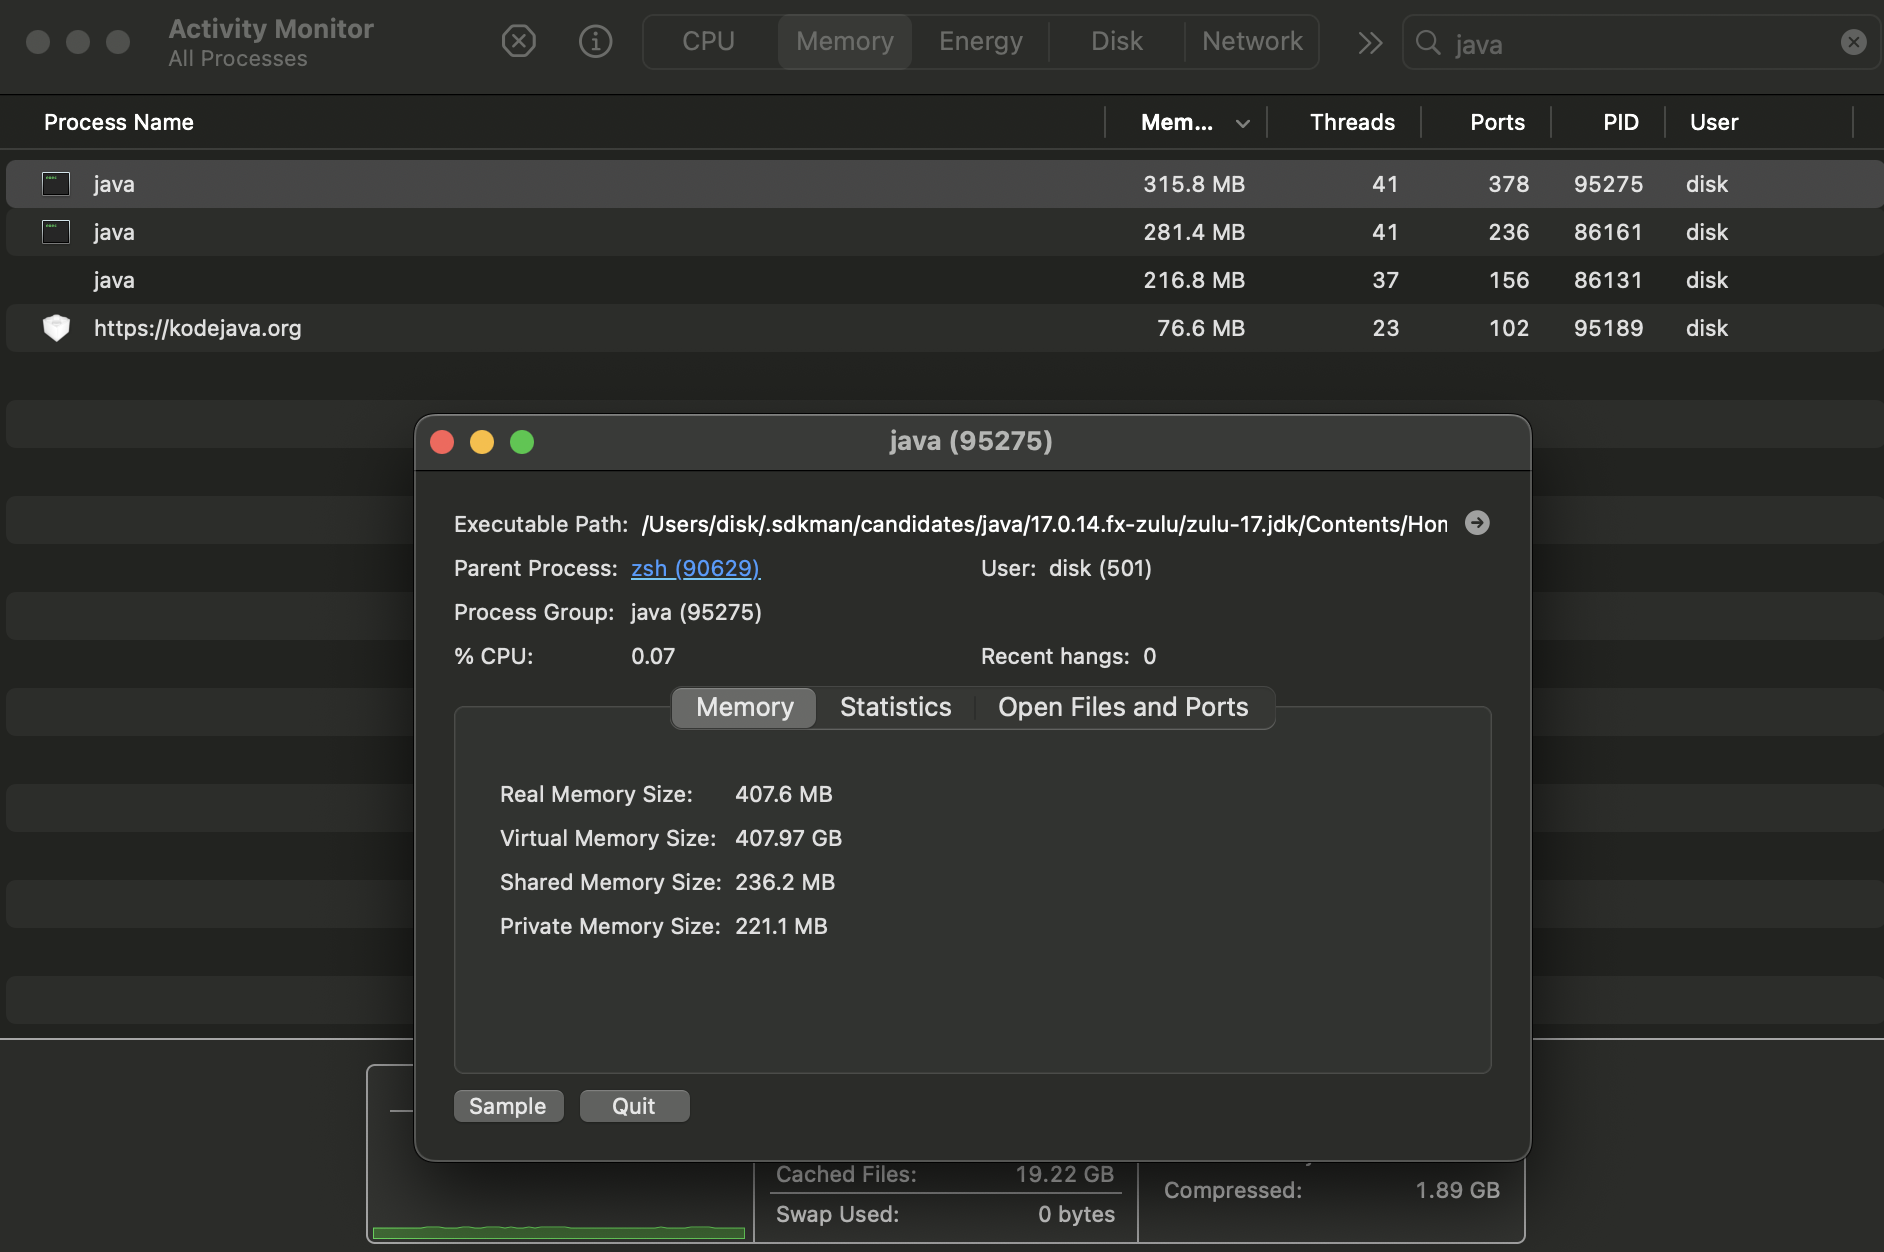 Activity Monitor
All Processes
CPU
Memory
Energy
Disk
Network
java
Process Name
Mem...
Threads
Ports
PID
User
java 315.8 MB 41 378 95275 disk
java 281.4 MB 41 236 86161 disk
java 216.8 MB 37 156 86131 disk
https://kodejava.org 76.6 MB 23 102 95189 disk
java (95275)
Executable Path: /Users/disk/.sdkman/candidates/java/17.0.14.fx-zulu/zulu-17.jdk/Contents/Hom
Parent Process: zsh (90629) User: disk (501)
Process Group: java (95275)
% CPU: 0.07 Recent hangs: 0
Memory Statistics Open Files and Ports
Real Memory Size: 407.6 MB
Virtual Memory Size: 407.97 GB
Shared Memory Size: 236.2 MB
Private Memory Size: 221.1 MB
Sample Quit
Cached Files: 19.22 GB
Swap Used: 0 bytes
Compressed: 1.89 GB